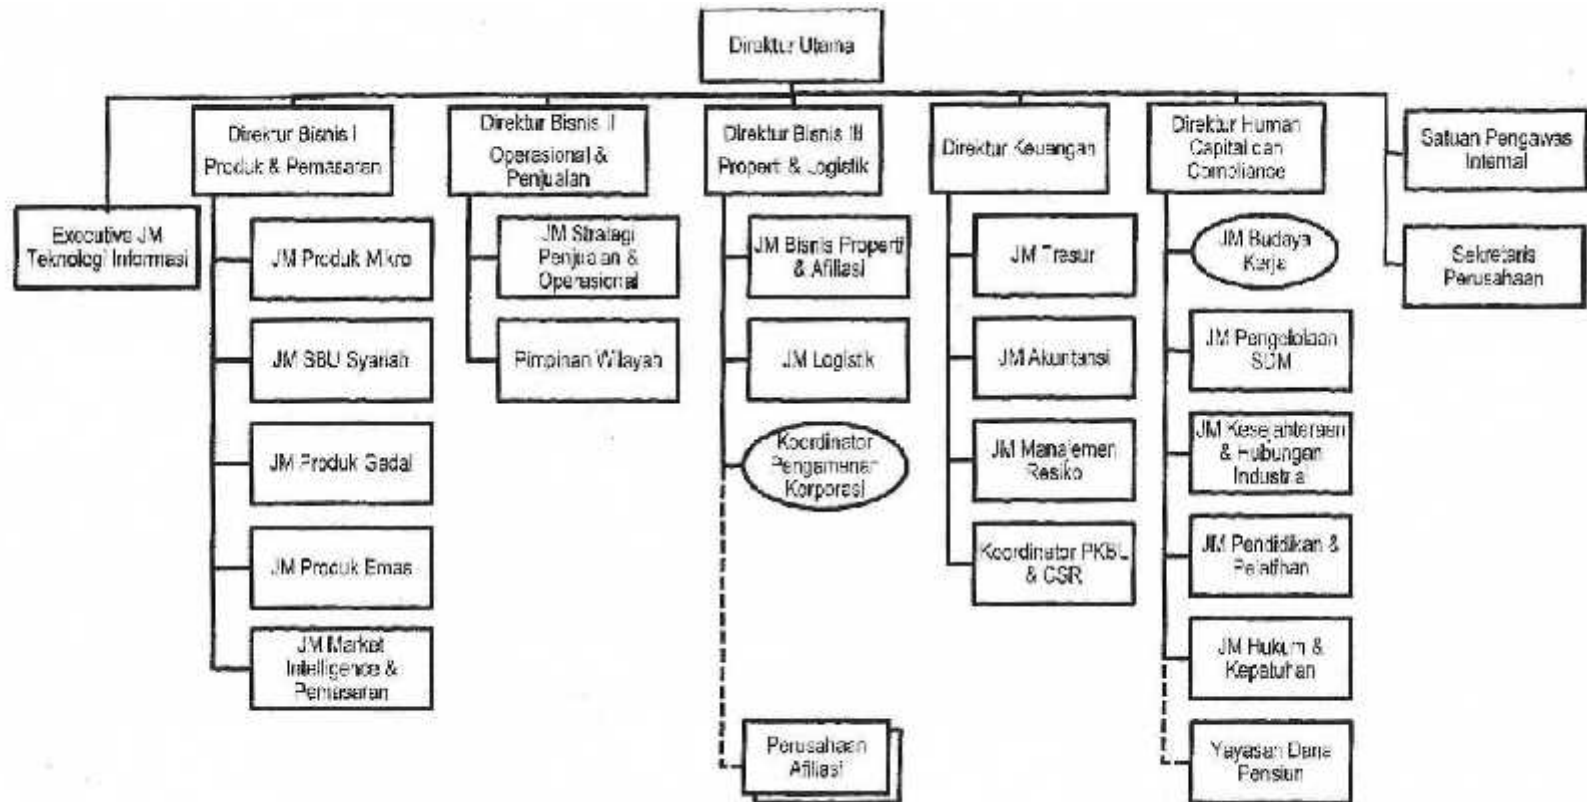 Direktur Utama
Direktur Bisnis I
Produk & Pemasaran
Direktur Bisnis II
Operasional &
Penjualan
Direktur Bisnis III
Properti & Logistik
Direktur Keuangan
Direktur Human
Capital dan
Compliance
Satuan Pengawas
Internal
Executive JM
Teknologi Informasi
JM Produk Mikro
JM SBU Syariah
JM Produk Gadai
JM Produk Emas
JM Market
Intelligence &
Pemasaran
JM Strategi
Penjualan &
Operasional
Pimpinan Wilayah
JM Bisnis Properti
& Afiliasi
JM Logistik
Koordinator
Pengamanan
Korporasi
Perusahaan
Afiliasi
JM Tresuri
JM Akuntansi
JM Manajemen
Resiko
Koordinator PKBL
& CSR
JM Budaya
Kerja
JM Pengelolaan
SDM
JM Kesejahteraan
& Hubungan
Industrial
JM Pendidikan &
Pelatihan
JM Hukum &
Kepatuhan
Yayasan Dana
Pensiun
Sekretaris
Perusahaan